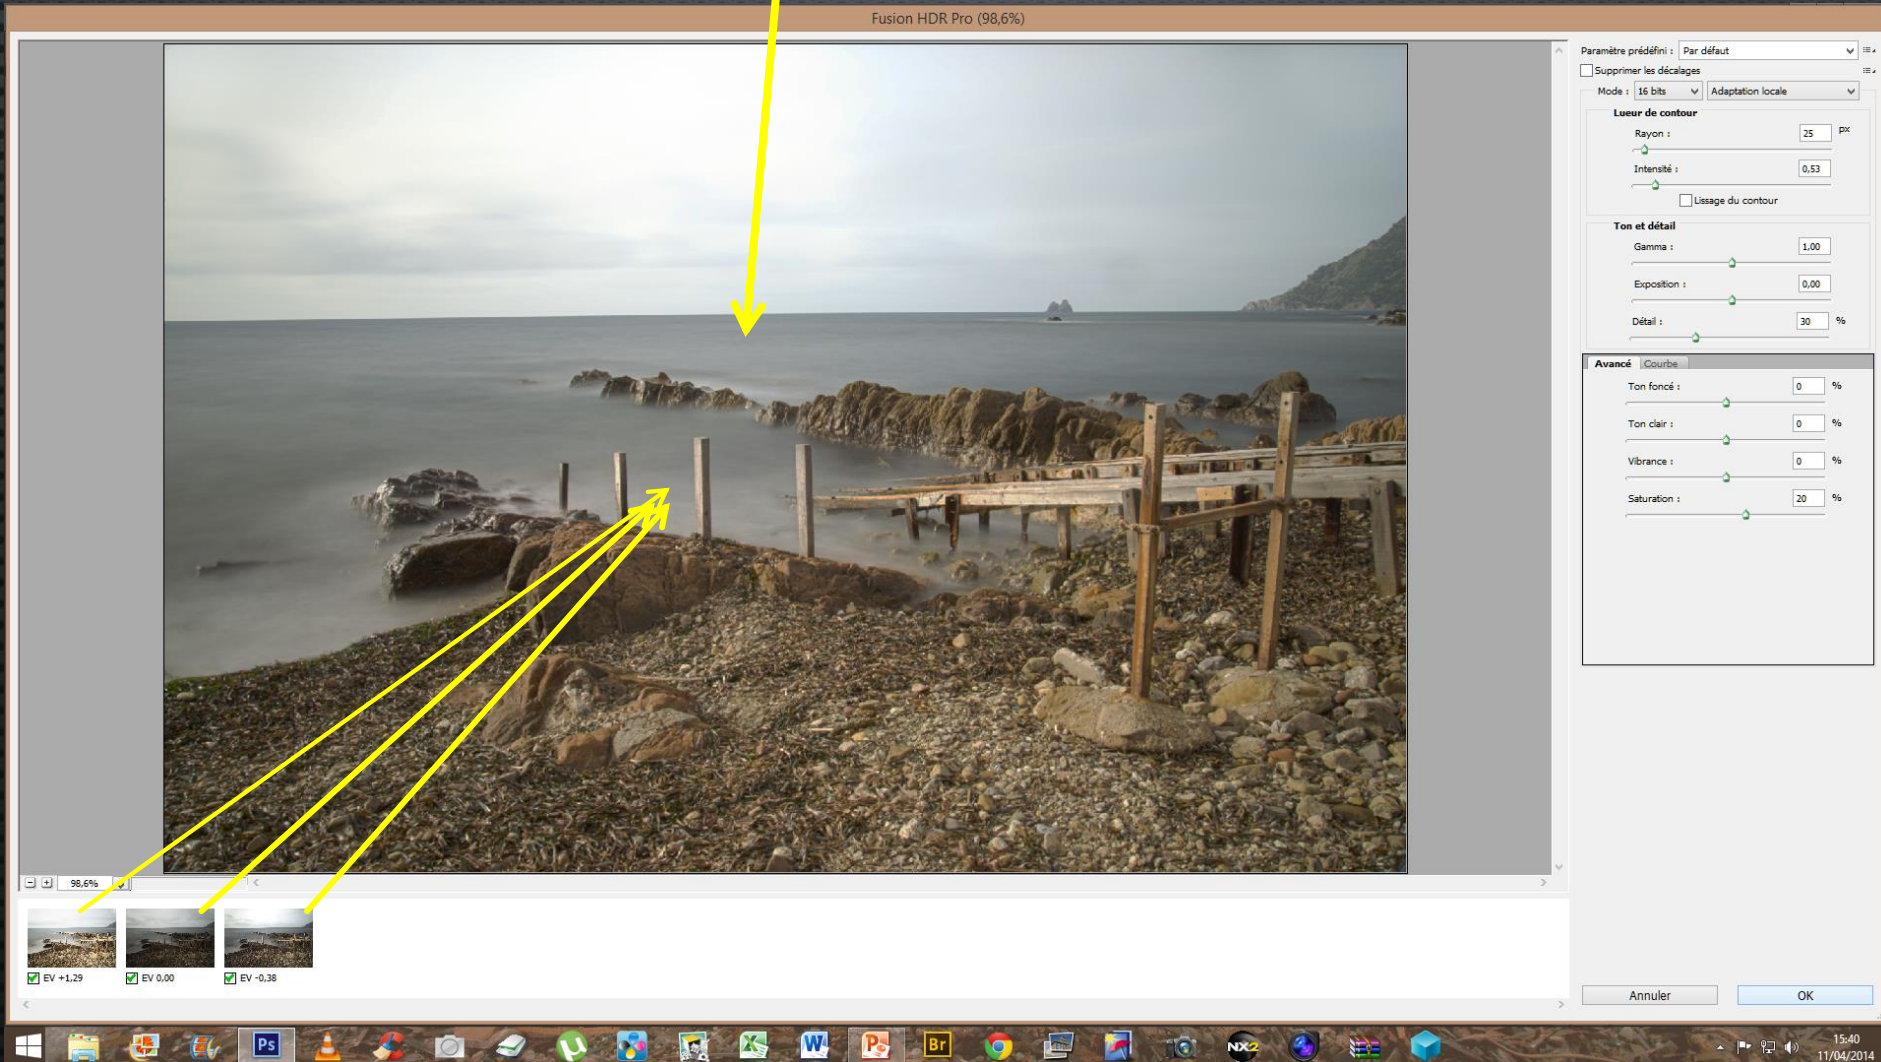 Fusion HDR Pro (98,6%)
Paramètre prédéfini : Par défaut
Supprimer les décalages
Mode : 16 bits Adaptation locale
Lueur de contour
Rayon : 25 px
Intensité : 0,53
Lissage du contour
Ton et détail
Gamma : 1,00
Exposition : 0,00
Détail : 30 %
Avancé Courbe
Ton foncé : 0 %
Ton clair : 0 %
Vibrance : 0 %
Saturation : 20 %
98,6%
EV +1,29 EV 0,00 EV -0,38
Annuler OK
Ps Br NX2
15:40
11/04/2014